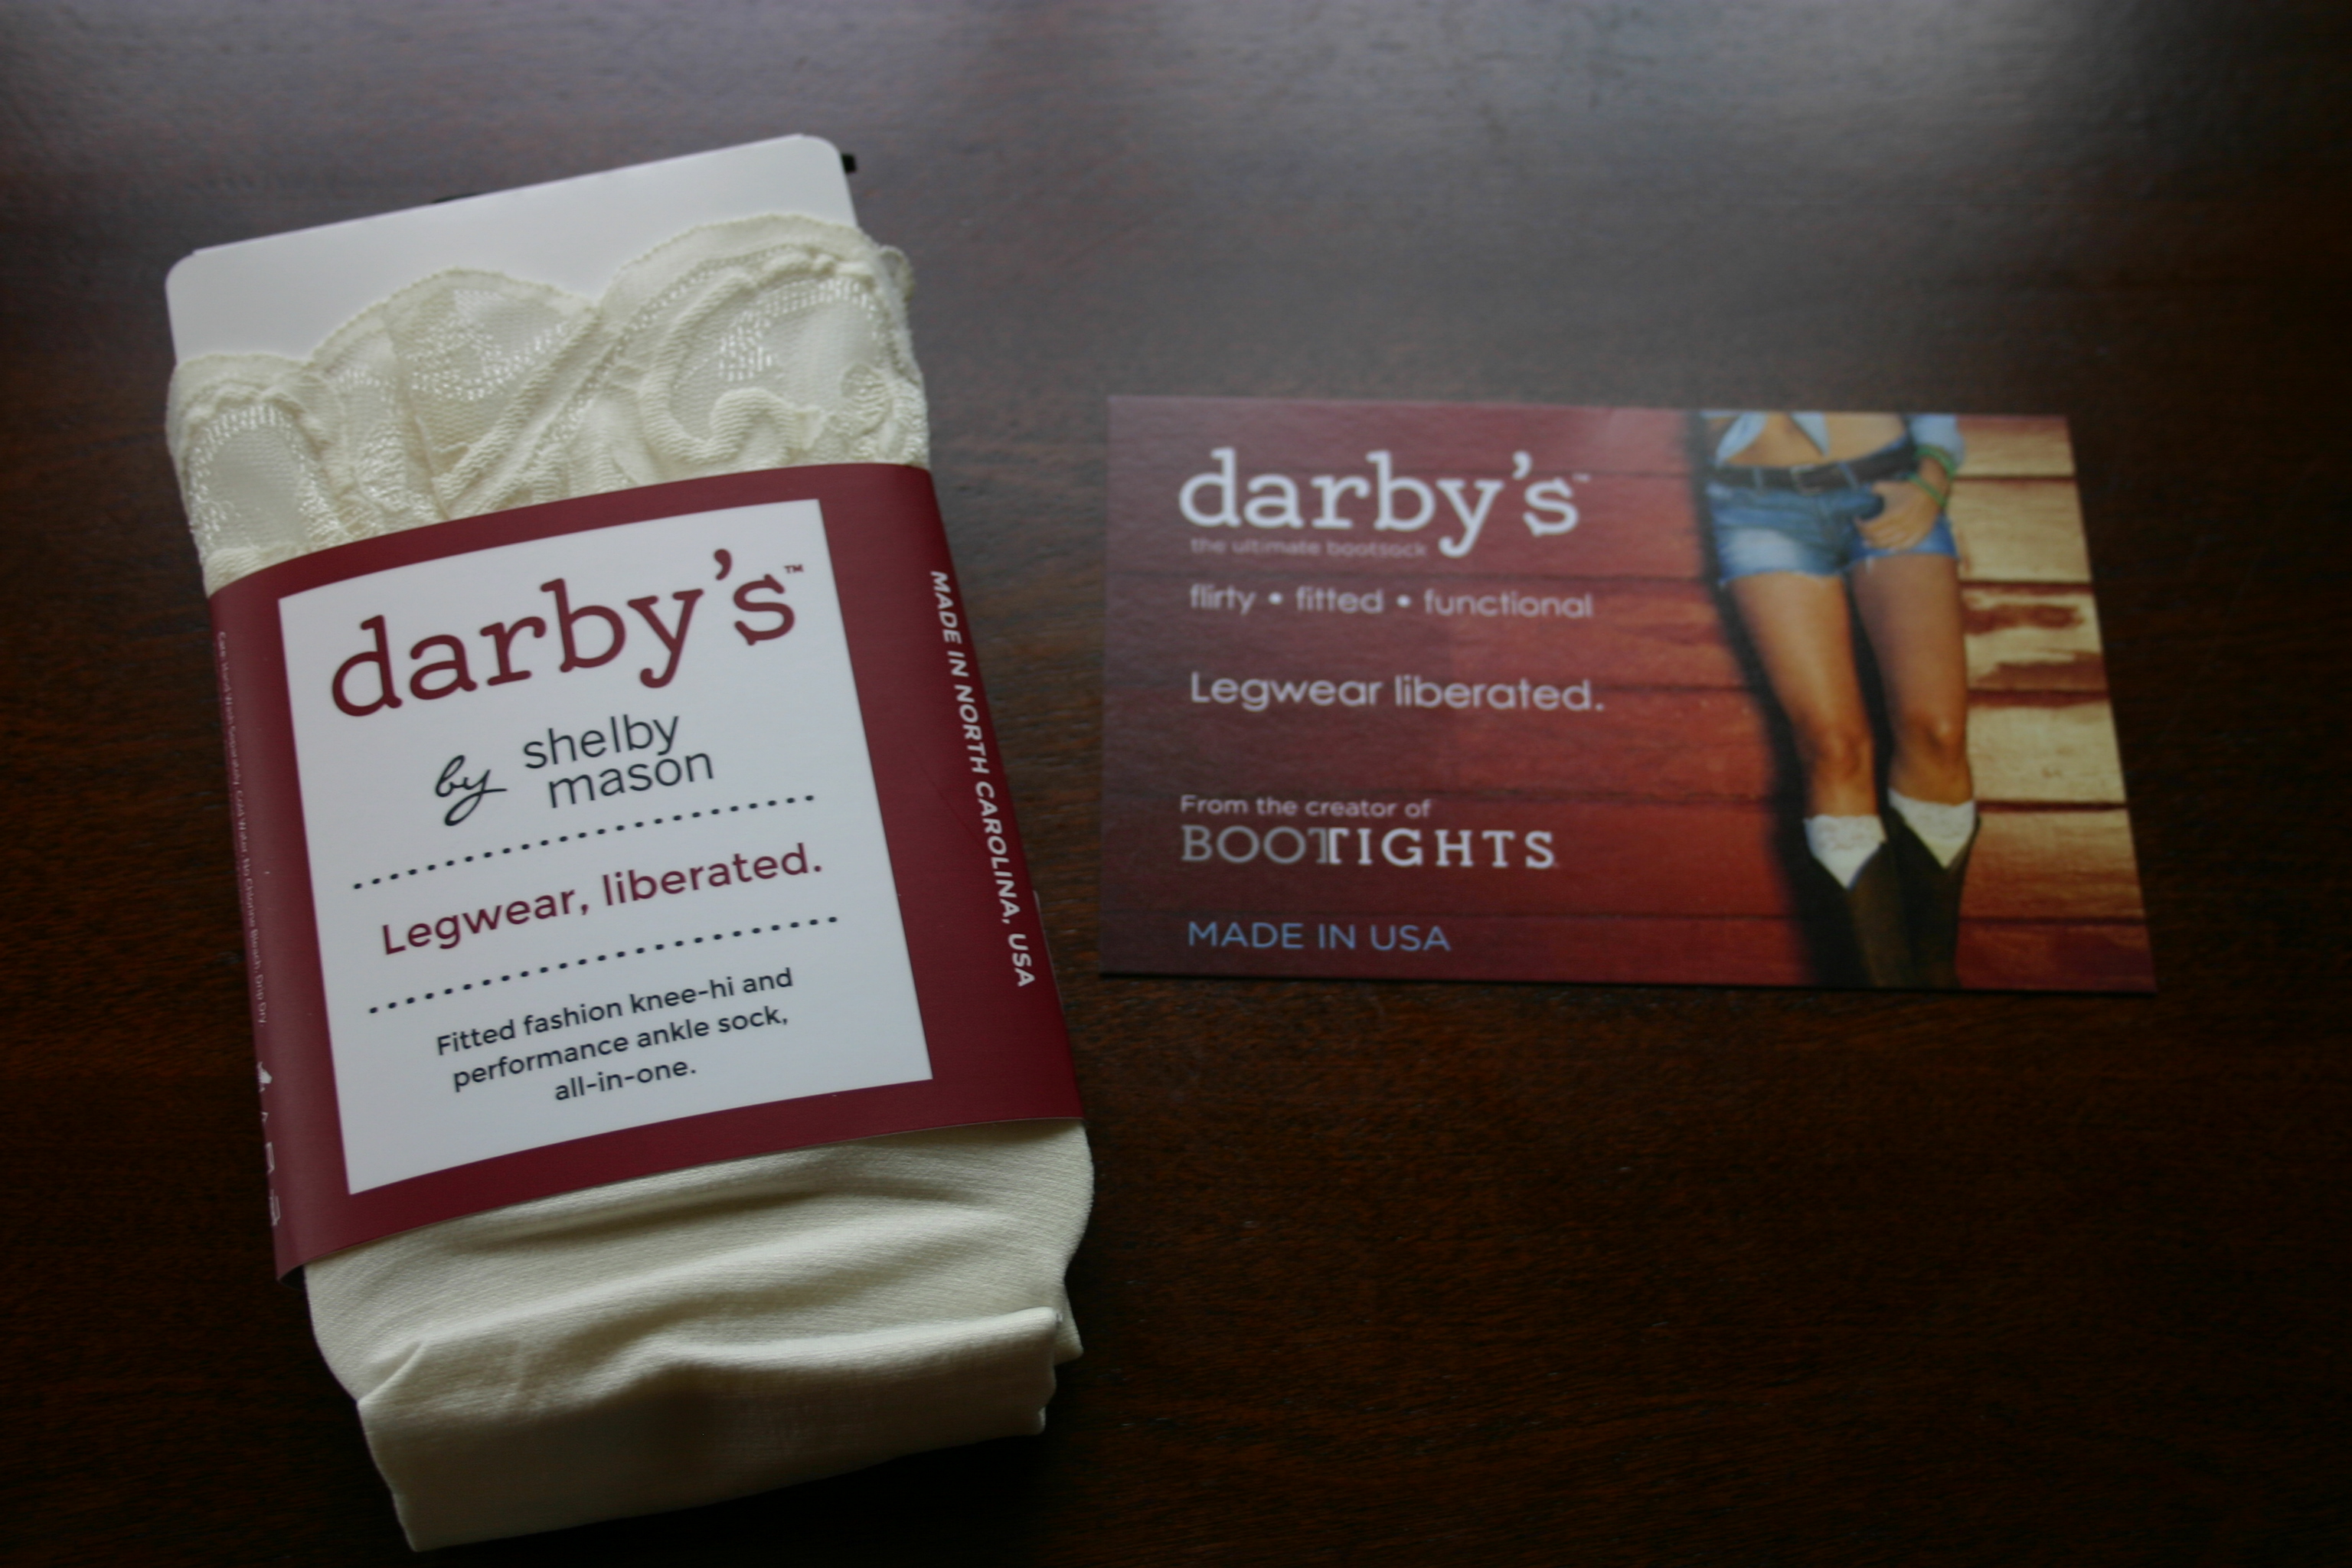 darby's™
by shelby
mason
Legwear, liberated.
Fitted fashion knee-hi and
performance ankle sock,
all-in-one.
MADE IN NORTH CAROLINA, USA
darby's™
the ultimate bootsock
flirty • fitted • functional
Legwear liberated.
From the creator of
BOOTTIGHTS
MADE IN USA